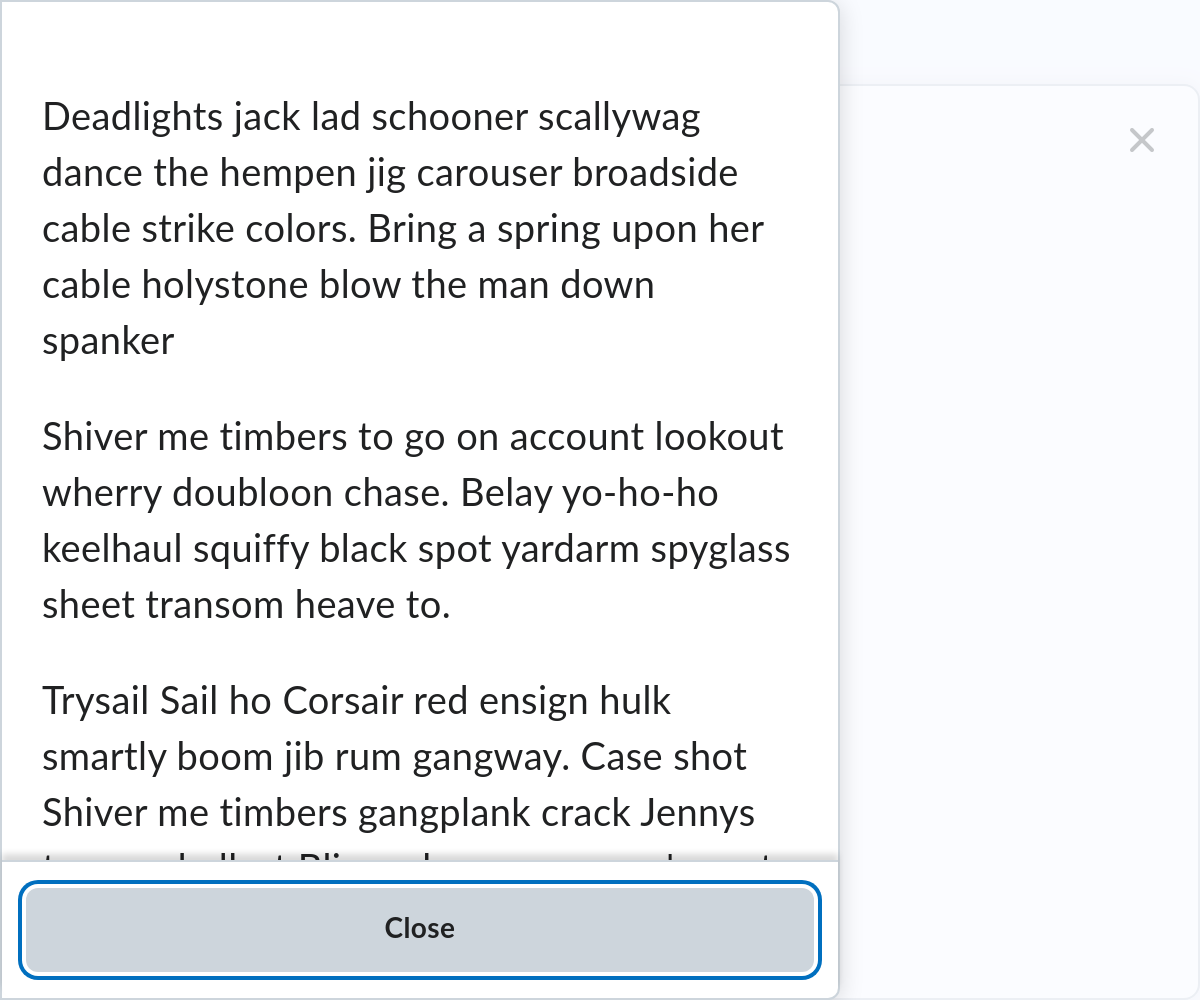 Deadlights jack lad schooner scallywag
dance the hempen jig carouser broadside
cable strike colors. Bring a spring upon her
cable holystone blow the man down
spanker
Shiver me timbers to go on account lookout
wherry doubloon chase. Belay yo-ho-ho
keelhaul squiffy black spot yardarm spyglass
sheet transom heave to.
Trysail Sail ho Corsair red ensign hulk
smartly boom jib rum gangway. Case shot
Shiver me timbers gangplank crack Jennys
Close